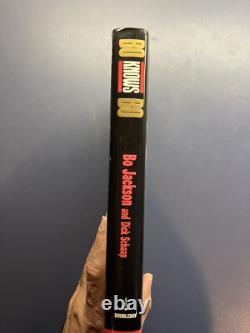 BO
KNOWS
BO
Bo Jackson and Dick Schaap
DOUBLEDAY